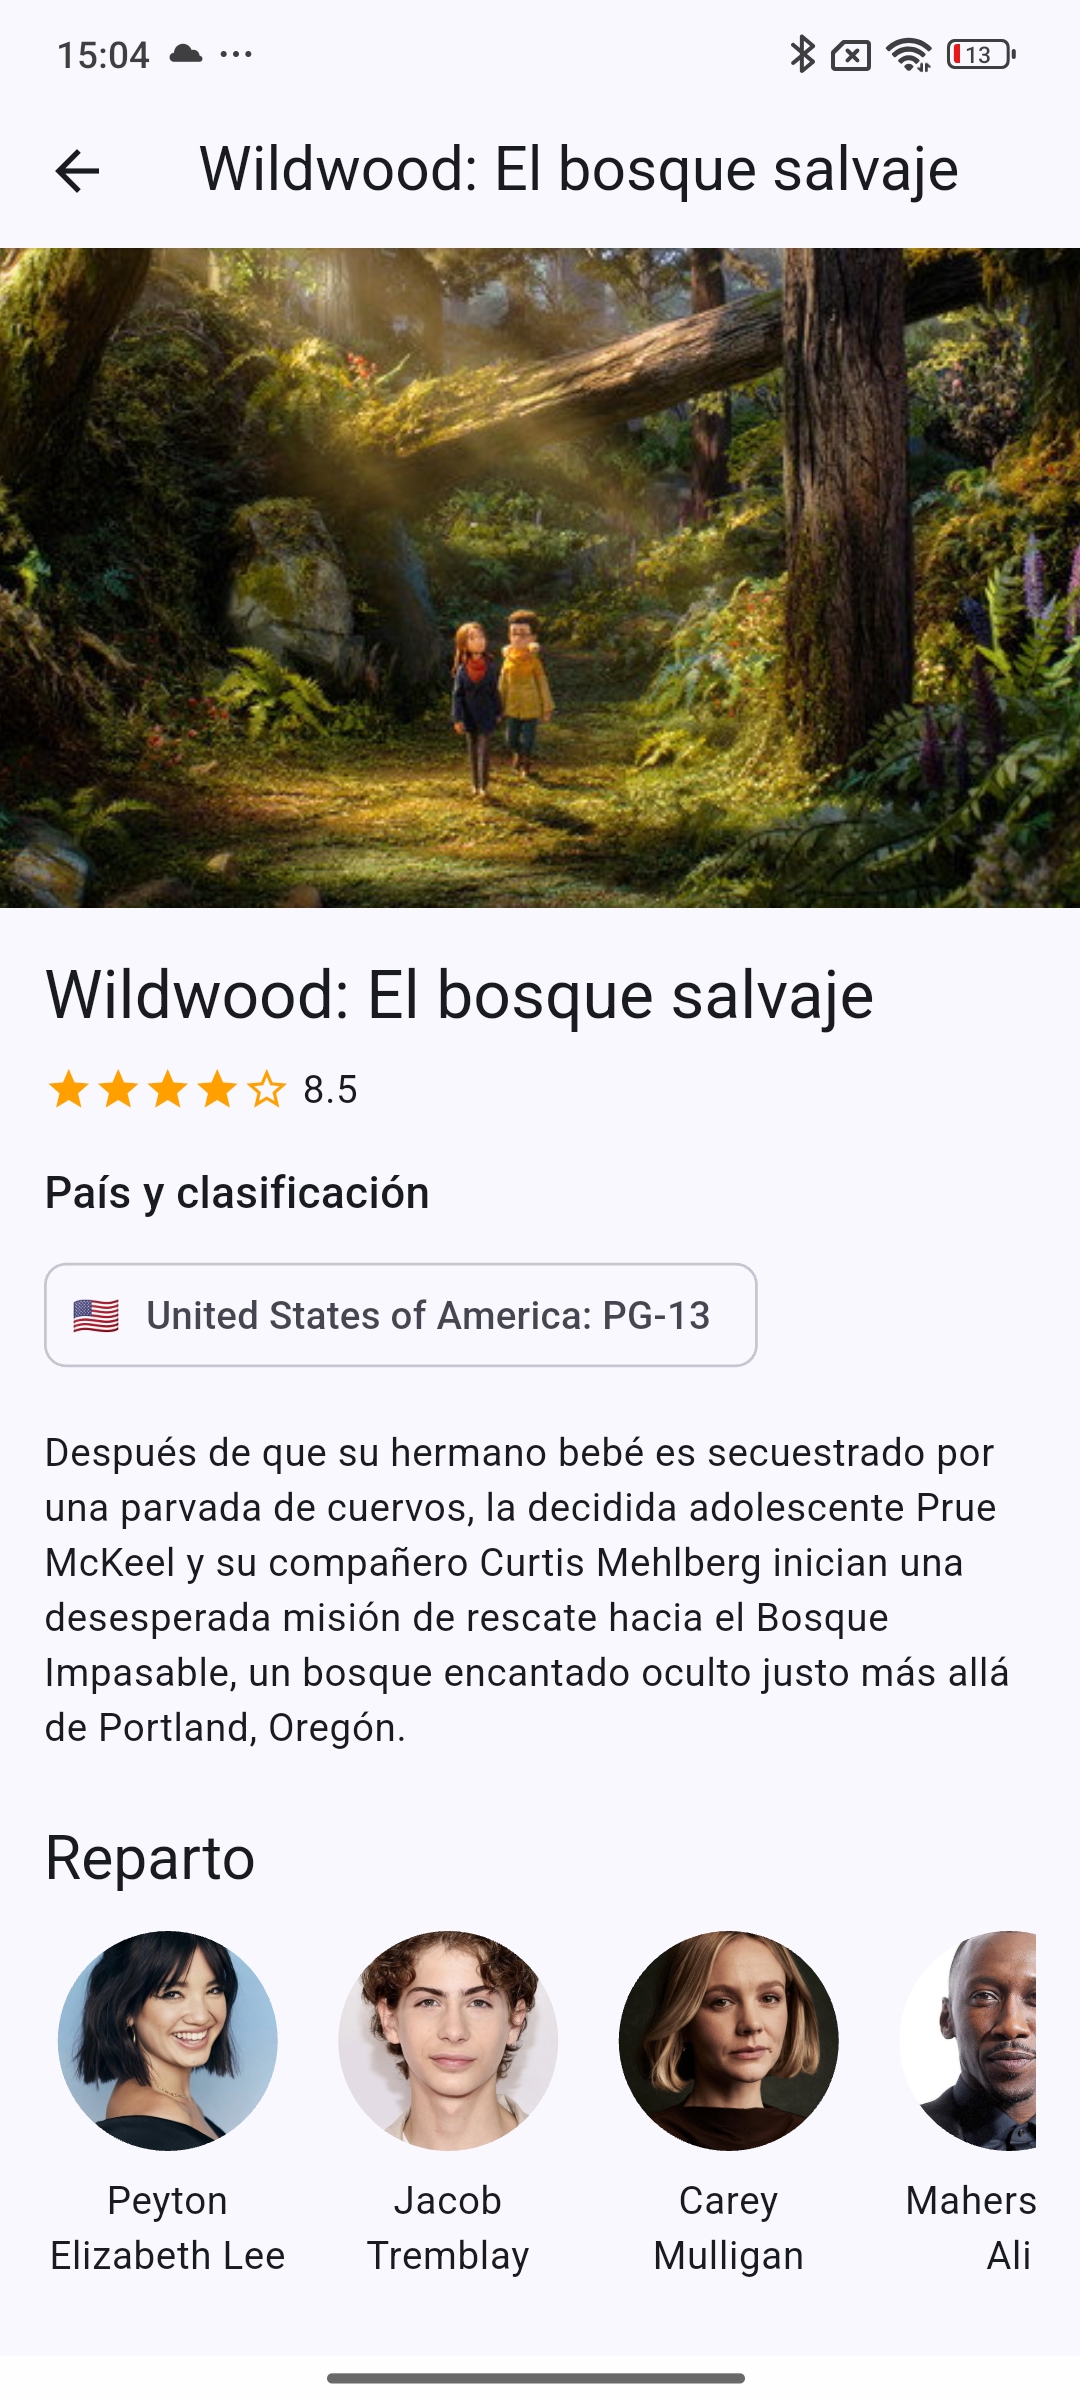 15:04
13
Wildwood: El bosque salvaje
Wildwood: El bosque salvaje
8.5
País y clasificación
United States of America: PG-13
Después de que su hermano bebé es secuestrado por
una parvada de cuervos, la decidida adolescente Prue
McKeel y su compañero Curtis Mehlberg inician una
desesperada misión de rescate hacia el Bosque
Impasable, un bosque encantado oculto justo más allá
de Portland, Oregón.
Reparto
Peyton
Elizabeth Lee
Jacob
Tremblay
Carey
Mulligan
Mahers
Ali